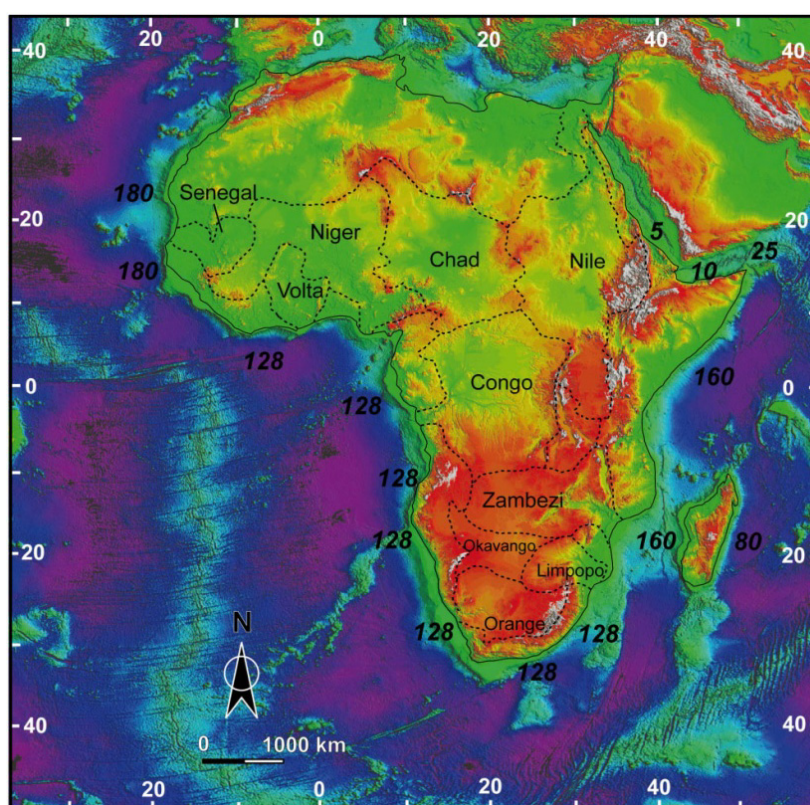 20 0 20 40
40 40
180 Senegal
Niger
20 5 25 20
Chad Nile
180 10
Volta
128 160
0 Congo 0
128
128 Zambezi
128 Okavango 160 80
20 Limpopo 20
Orange
N 128 128
128
40 0 1000 km 40
20 0 20 40